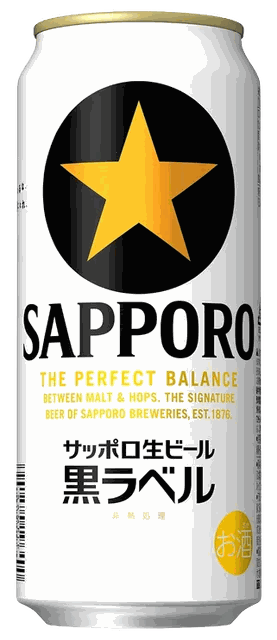 SAPPORO
THE PERFECT BALANCE
BETWEEN MALT & HOPS. THE SIGNATURE
BEER OF SAPPORO BREWERIES, EST. 1876.
サッポロ生ビール
黒ラベル
非熱処理
お酒